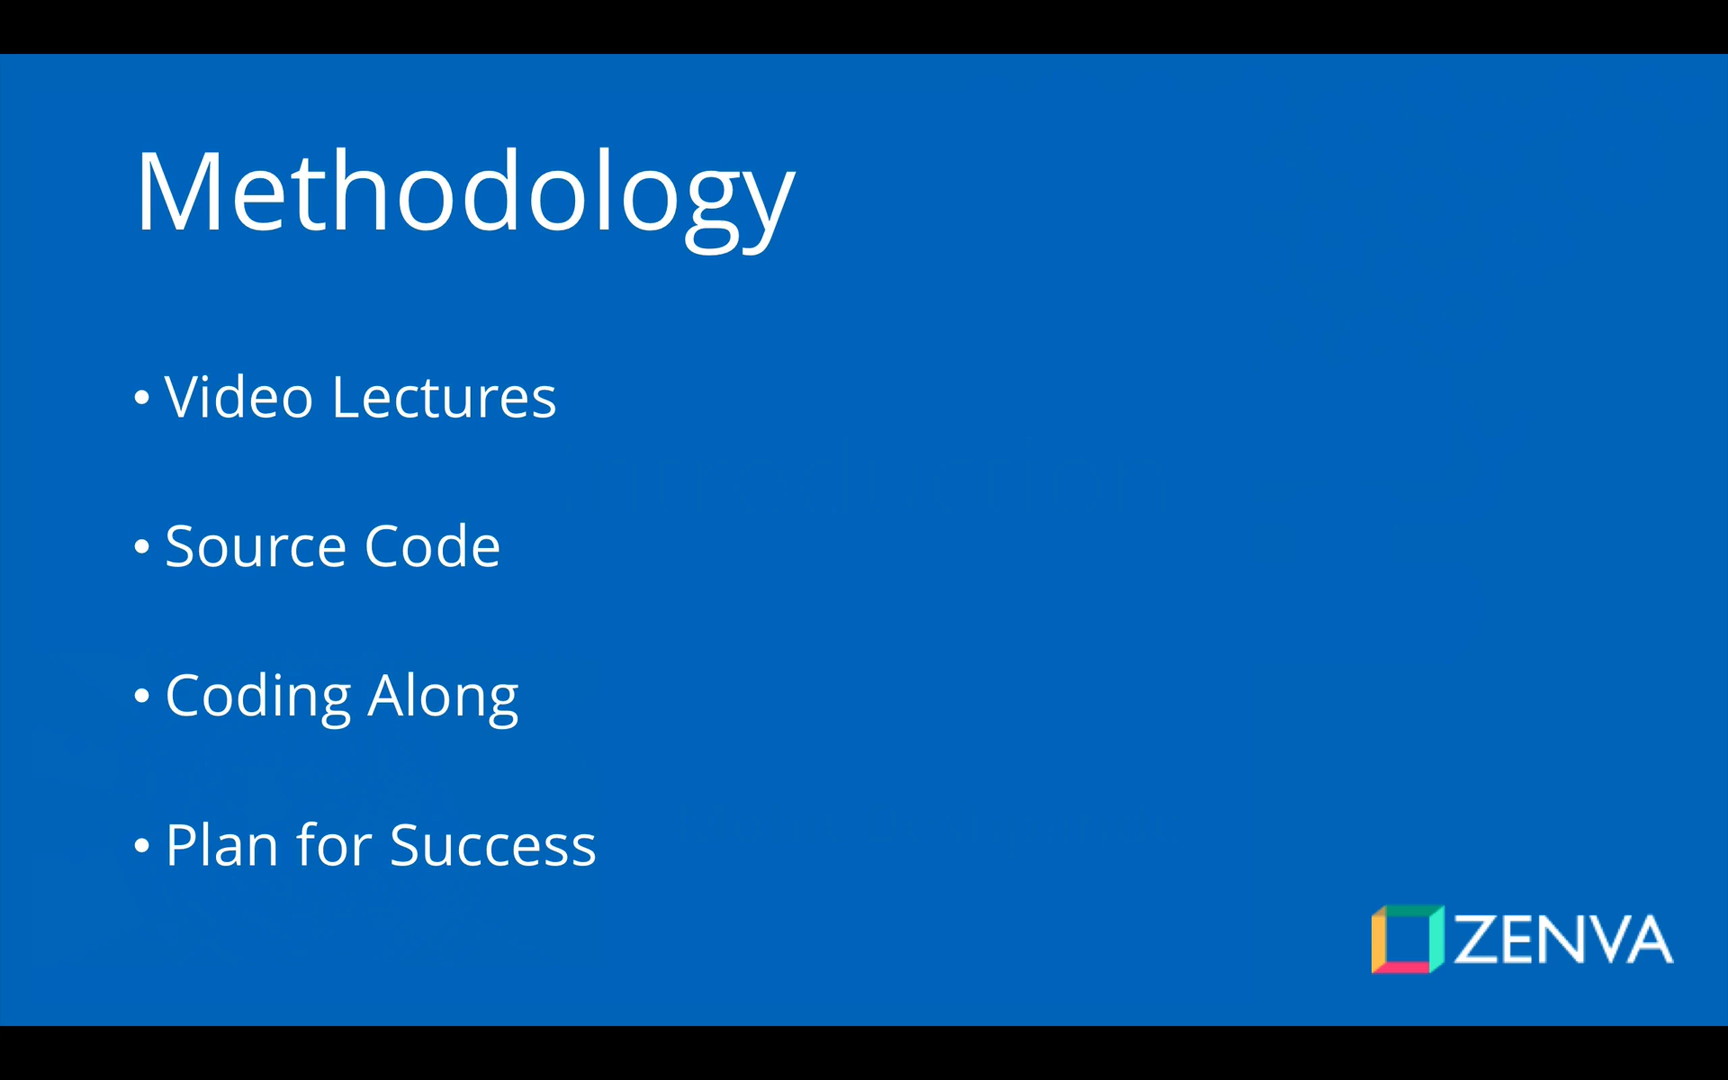 Methodology
• Video Lectures
• Source Code
• Coding Along
• Plan for Success
ZENVA